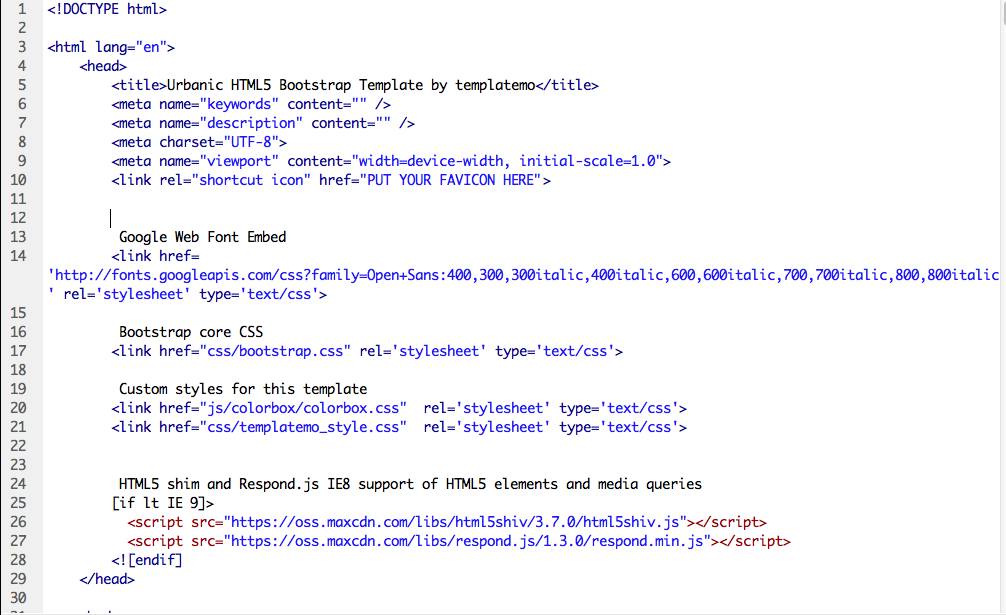 1 <!DOCTYPE html>
2
3 <html lang="en">
4 <head>
5 <title>Urbanic HTML5 Bootstrap Template by templatemo</title>
6 <meta name="keywords" content="" />
7 <meta name="description" content="" />
8 <meta charset="UTF-8">
9 <meta name="viewport" content="width=device-width, initial-scale=1.0">
10 <link rel="shortcut icon" href="PUT YOUR FAVICON HERE">
11
12
13 Google Web Font Embed
14 <link href=
'http://fonts.googleapis.com/css?family=Open+Sans:400,300,300italic,400italic,600,600italic,700,700italic,800,800italic
' rel='stylesheet' type='text/css'>
15
16 Bootstrap core CSS
17 <link href="css/bootstrap.css" rel='stylesheet' type='text/css'>
18
19 Custom styles for this template
20 <link href="js/colorbox/colorbox.css"  rel='stylesheet' type='text/css'>
21 <link href="css/templatemo_style.css"  rel='stylesheet' type='text/css'>
22
23
24 HTML5 shim and Respond.js IE8 support of HTML5 elements and media queries
25 [if lt IE 9]>
26 <script src="https://oss.maxcdn.com/libs/html5shiv/3.7.0/html5shiv.js"></script>
27 <script src="https://oss.maxcdn.com/libs/respond.js/1.3.0/respond.min.js"></script>
28 <![endif]
29 </head>
30